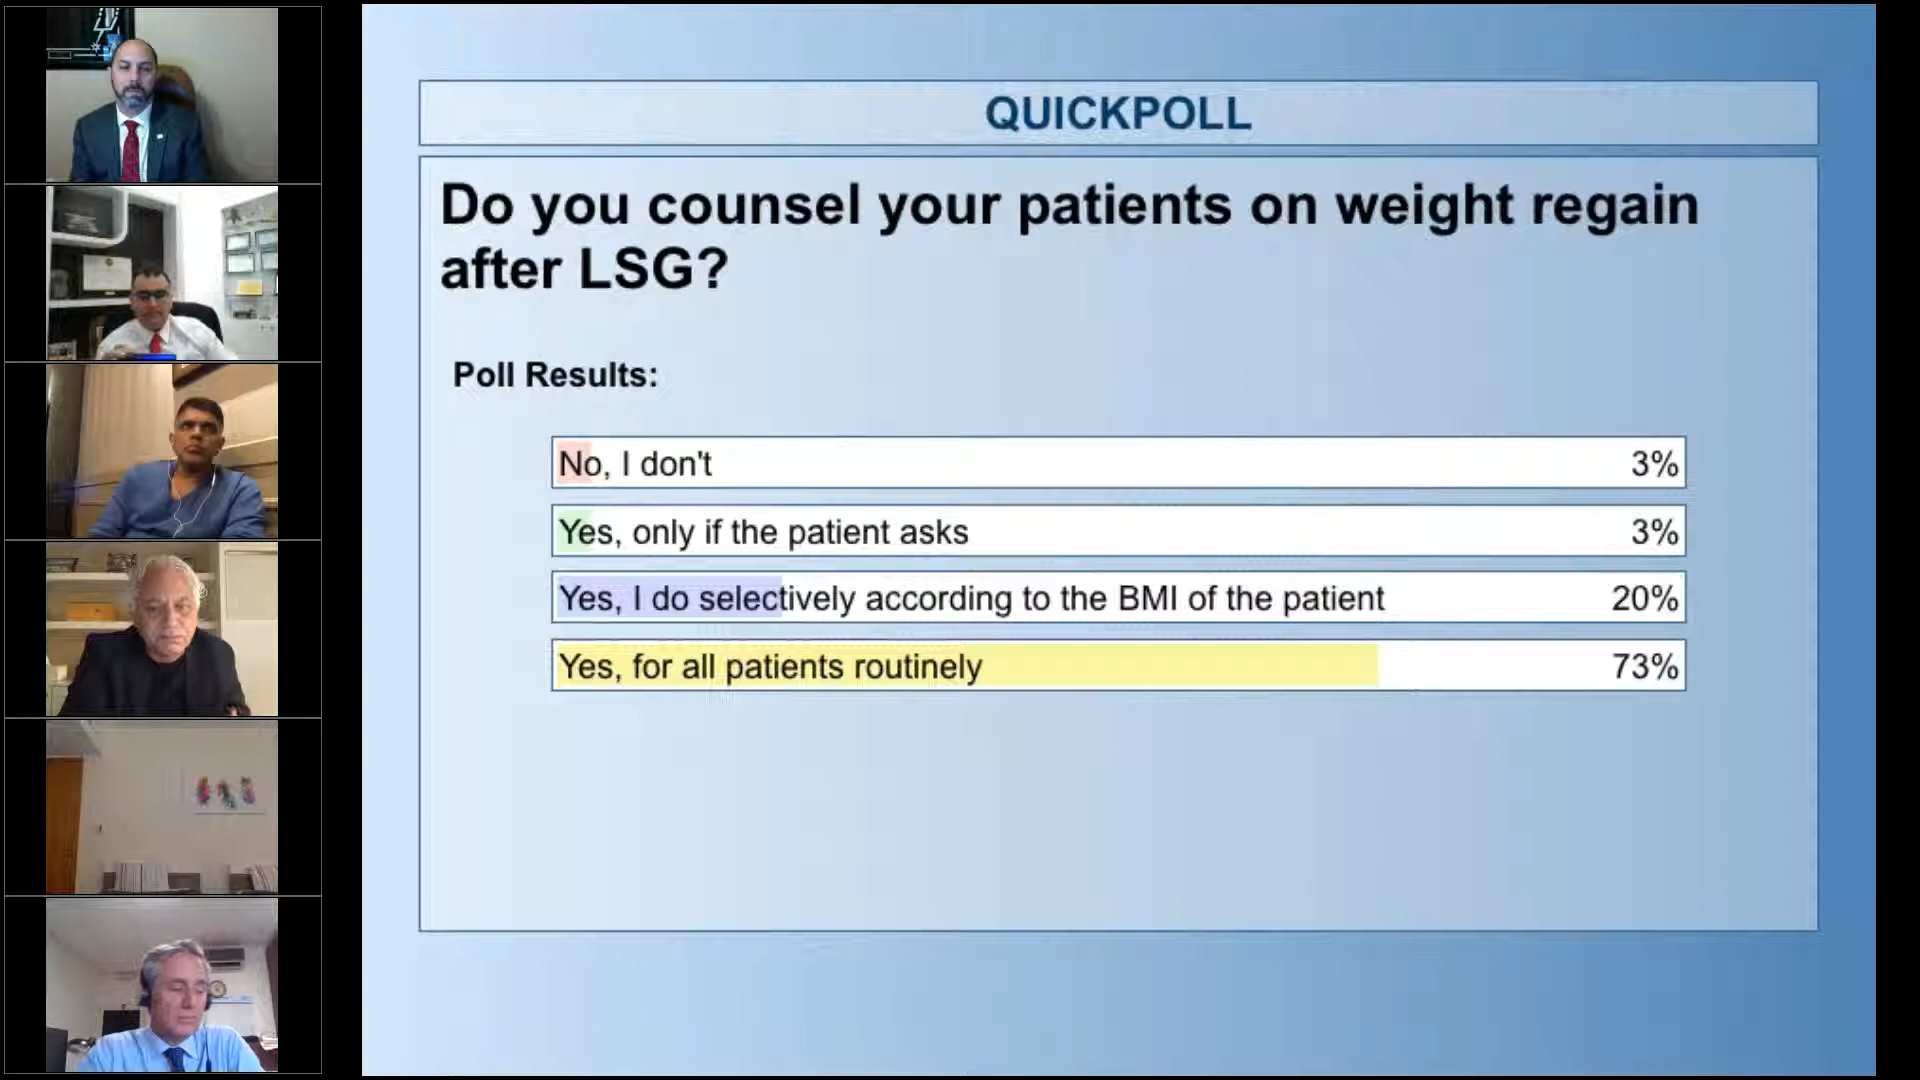 QUICKPOLL
Do you counsel your patients on weight regain
after LSG?
Poll Results:
No, I don't 3%
Yes, only if the patient asks 3%
Yes, I do selectively according to the BMI of the patient 20%
Yes, for all patients routinely 73%